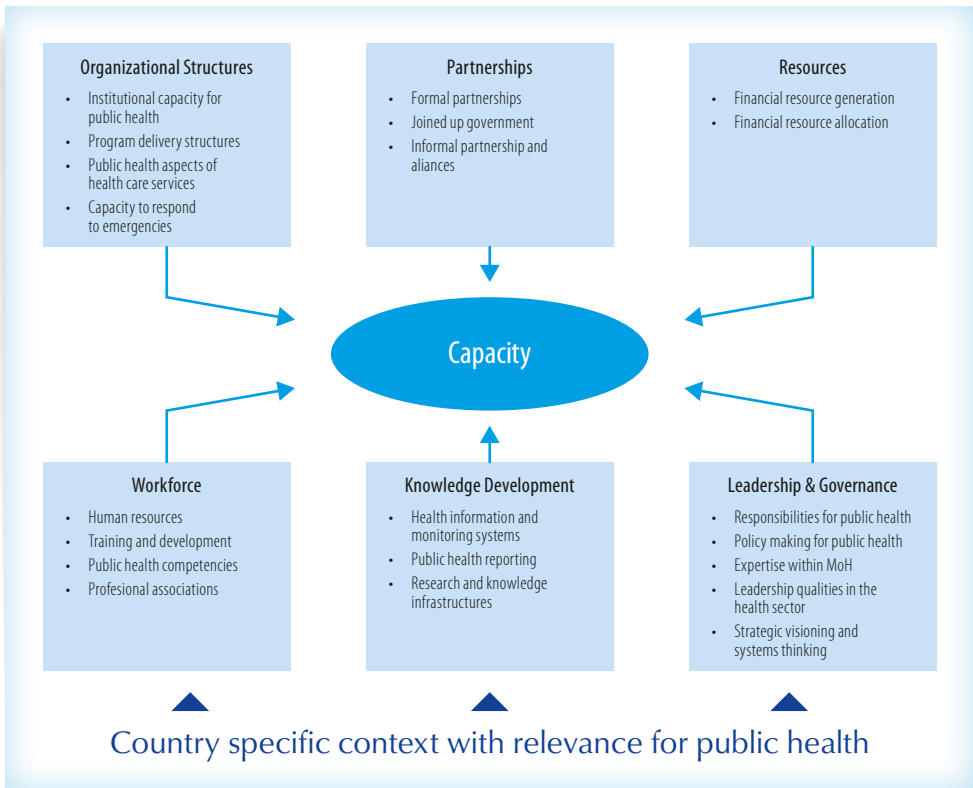 Organizational Structures
• Institutional capacity for
public health
• Program delivery structures
• Public health aspects of
health care services
• Capacity to respond
to emergencies
Partnerships
• Formal partnerships
• Joined up government
• Informal partnership and
aliances
Resources
• Financial resource generation
• Financial resource allocation
Capacity
Workforce
• Human resources
• Training and development
• Public health competencies
• Profesional associations
Knowledge Development
• Health information and
monitoring systems
• Public health reporting
• Research and knowledge
infrastructures
Leadership & Governance
• Responsibilities for public health
• Policy making for public health
• Expertise within MoH
• Leadership qualities in the
health sector
• Strategic visioning and
systems thinking
Country specific context with relevance for public health